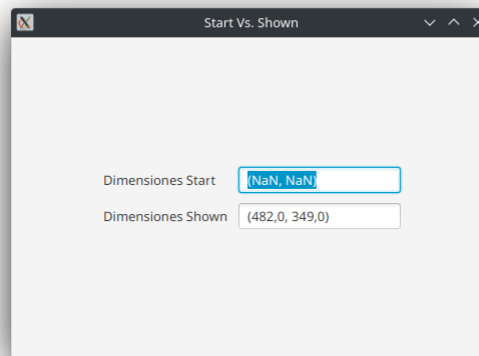 Start Vs. Shown
Dimensiones Start (NaN, NaN)
Dimensiones Shown (482,0, 349,0)